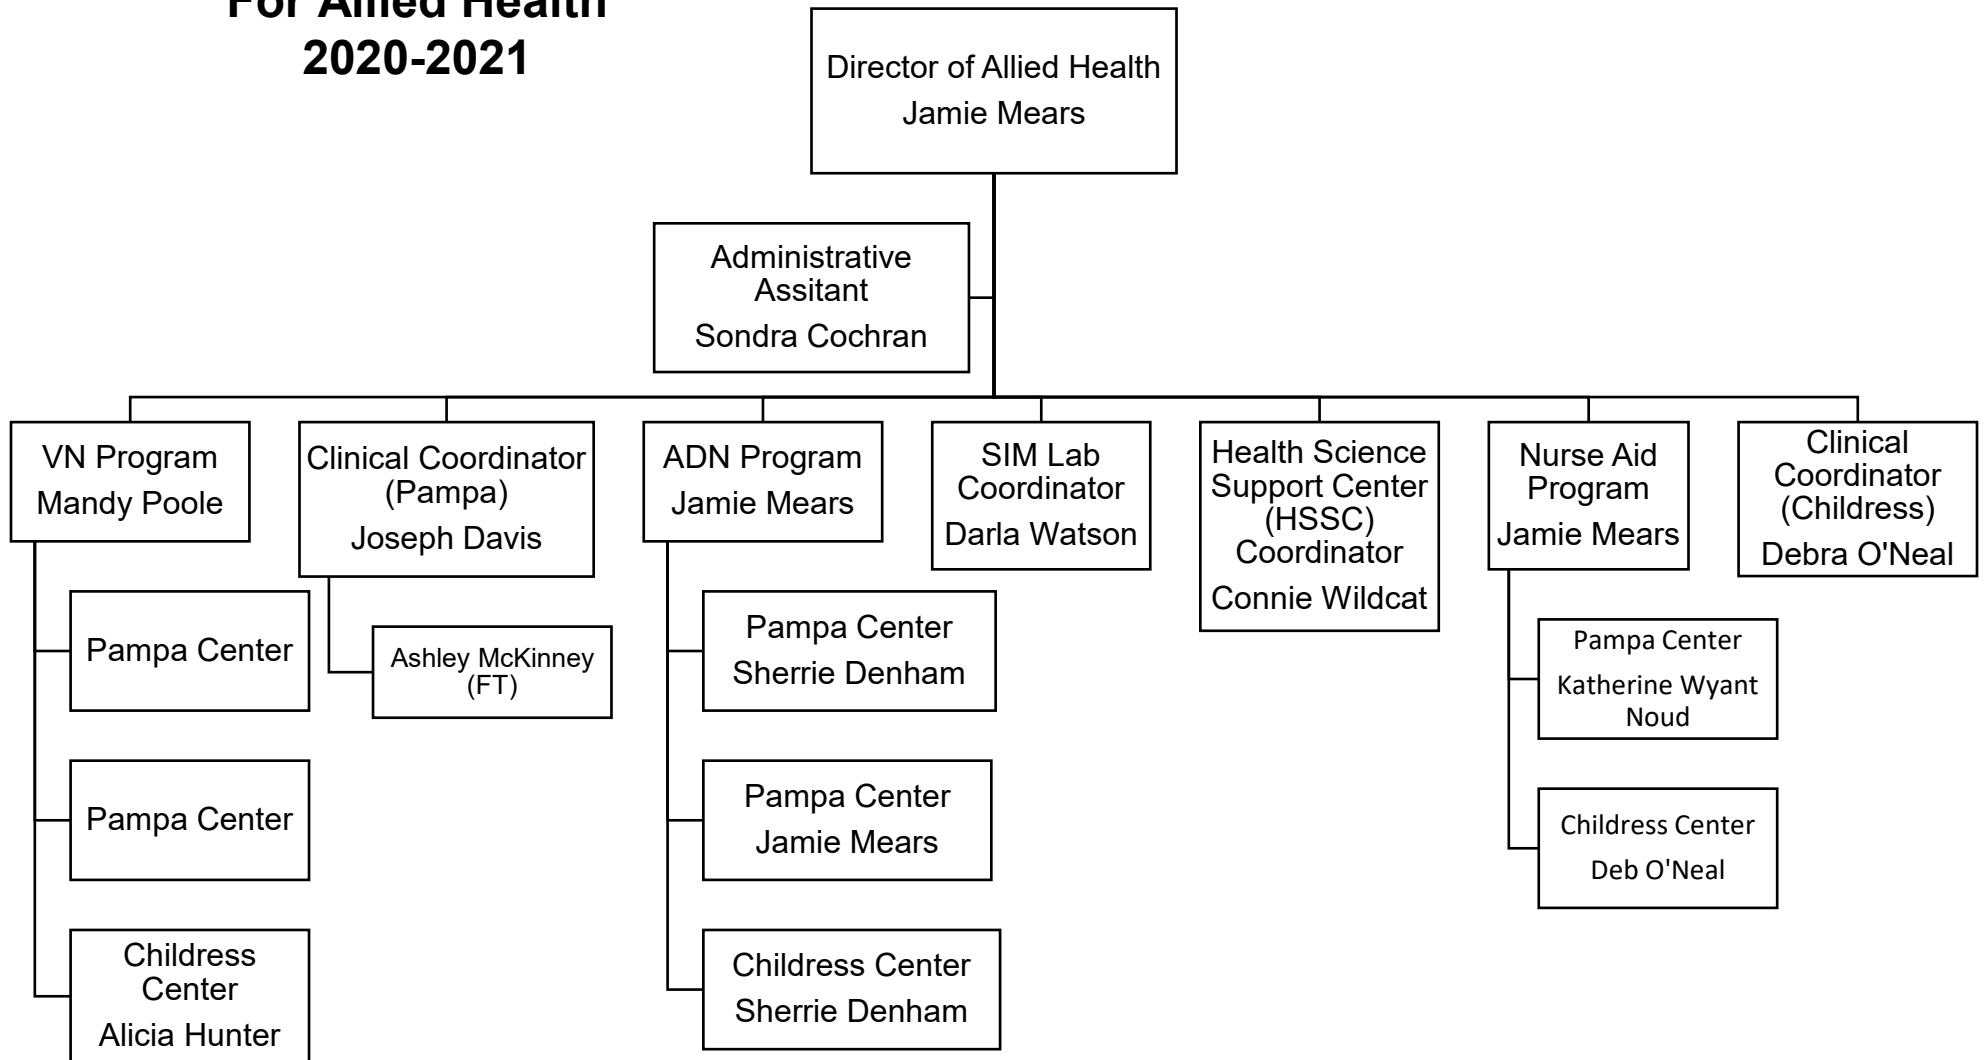 For Allied Health
2020-2021
Director of Allied Health
Jamie Mears
Administrative
Assitant
Sondra Cochran
VN Program
Mandy Poole
Clinical Coordinator
(Pampa)
Joseph Davis
ADN Program
Jamie Mears
SIM Lab
Coordinator
Darla Watson
Health Science
Support Center
(HSSC)
Coordinator
Connie Wildcat
Nurse Aid
Program
Jamie Mears
Clinical
Coordinator
(Childress)
Debra O'Neal
Pampa Center
Pampa Center
Childress
Center
Alicia Hunter
Ashley McKinney
(FT)
Pampa Center
Sherrie Denham
Pampa Center
Jamie Mears
Childress Center
Sherrie Denham
Pampa Center
Katherine Wyant
Noud
Childress Center
Deb O'Neal